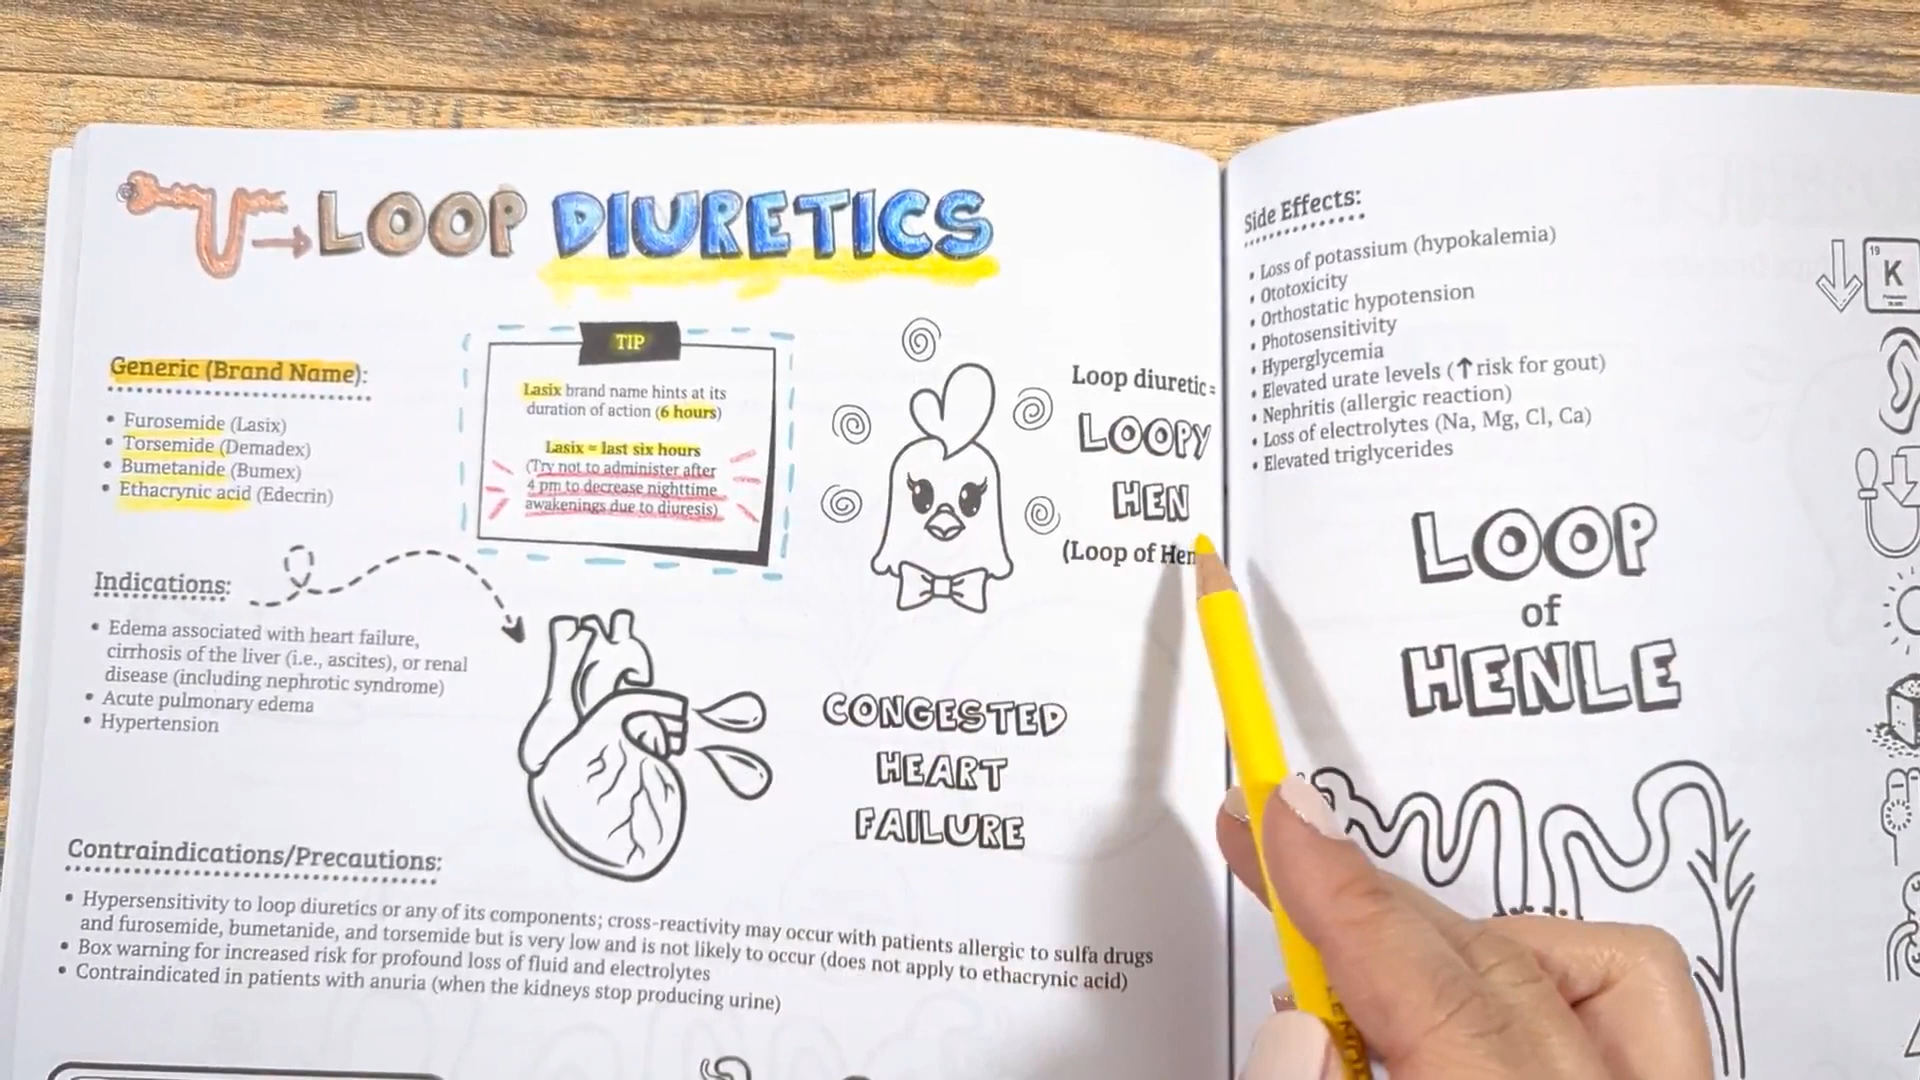 LOOP DIURETICS
Generic (Brand Name):
• Furosemide (Lasix)
• Torsemide (Demadex)
• Bumetanide (Bumex)
• Ethacrynic acid (Edecrin)
TIP
Lasix brand name hints at its
duration of action (6 hours)
Lasix = last six hours
(Try not to administer after
4 pm to decrease nighttime
awakenings due to diuresis)
Loop diuretic =
LOOPY
HEN
(Loop of Hen
Indications:
• Edema associated with heart failure,
cirrhosis of the liver (i.e., ascites), or renal
disease (including nephrotic syndrome)
• Acute pulmonary edema
• Hypertension
CONGESTED
HEART
FAILURE
Contraindications/Precautions:
• Hypersensitivity to loop diuretics or any of its components; cross-reactivity may occur with patients allergic to sulfa drugs
and furosemide, bumetanide, and torsemide but is very low and is not likely to occur (does not apply to ethacrynic acid)
• Box warning for increased risk for profound loss of fluid and electrolytes
• Contraindicated in patients with anuria (when the kidneys stop producing urine)
Side Effects:
• Loss of potassium (hypokalemia)
• Ototoxicity
• Orthostatic hypotension
• Photosensitivity
• Hyperglycemia
• Elevated urate levels (↑ risk for gout)
• Nephritis (allergic reaction)
• Loss of electrolytes (Na, Mg, Cl, Ca)
• Elevated triglycerides
19
K
LOOP
of
HENLE